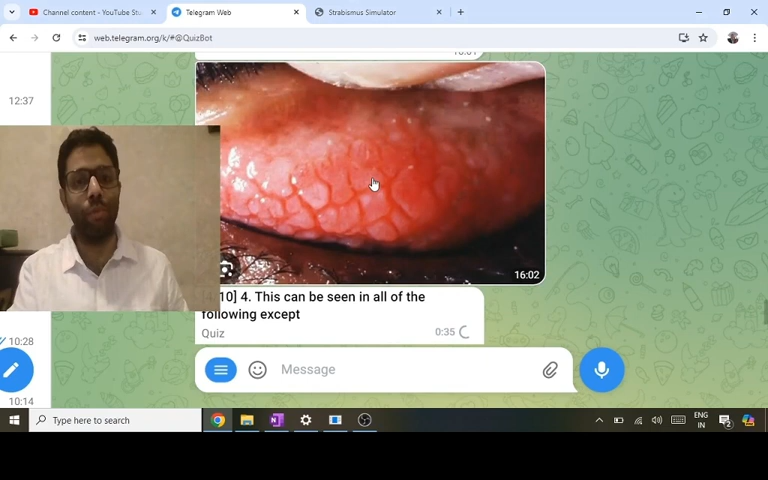 Channel content - YouTube Stu
Telegram Web
Strabismus Simulator
web.telegram.org/k/#@QuizBot
12:37
16:02
10] 4. This can be seen in all of the
following except
Quiz
0:35
10:28
Message
10:14
Type here to search
ENG
IN
2